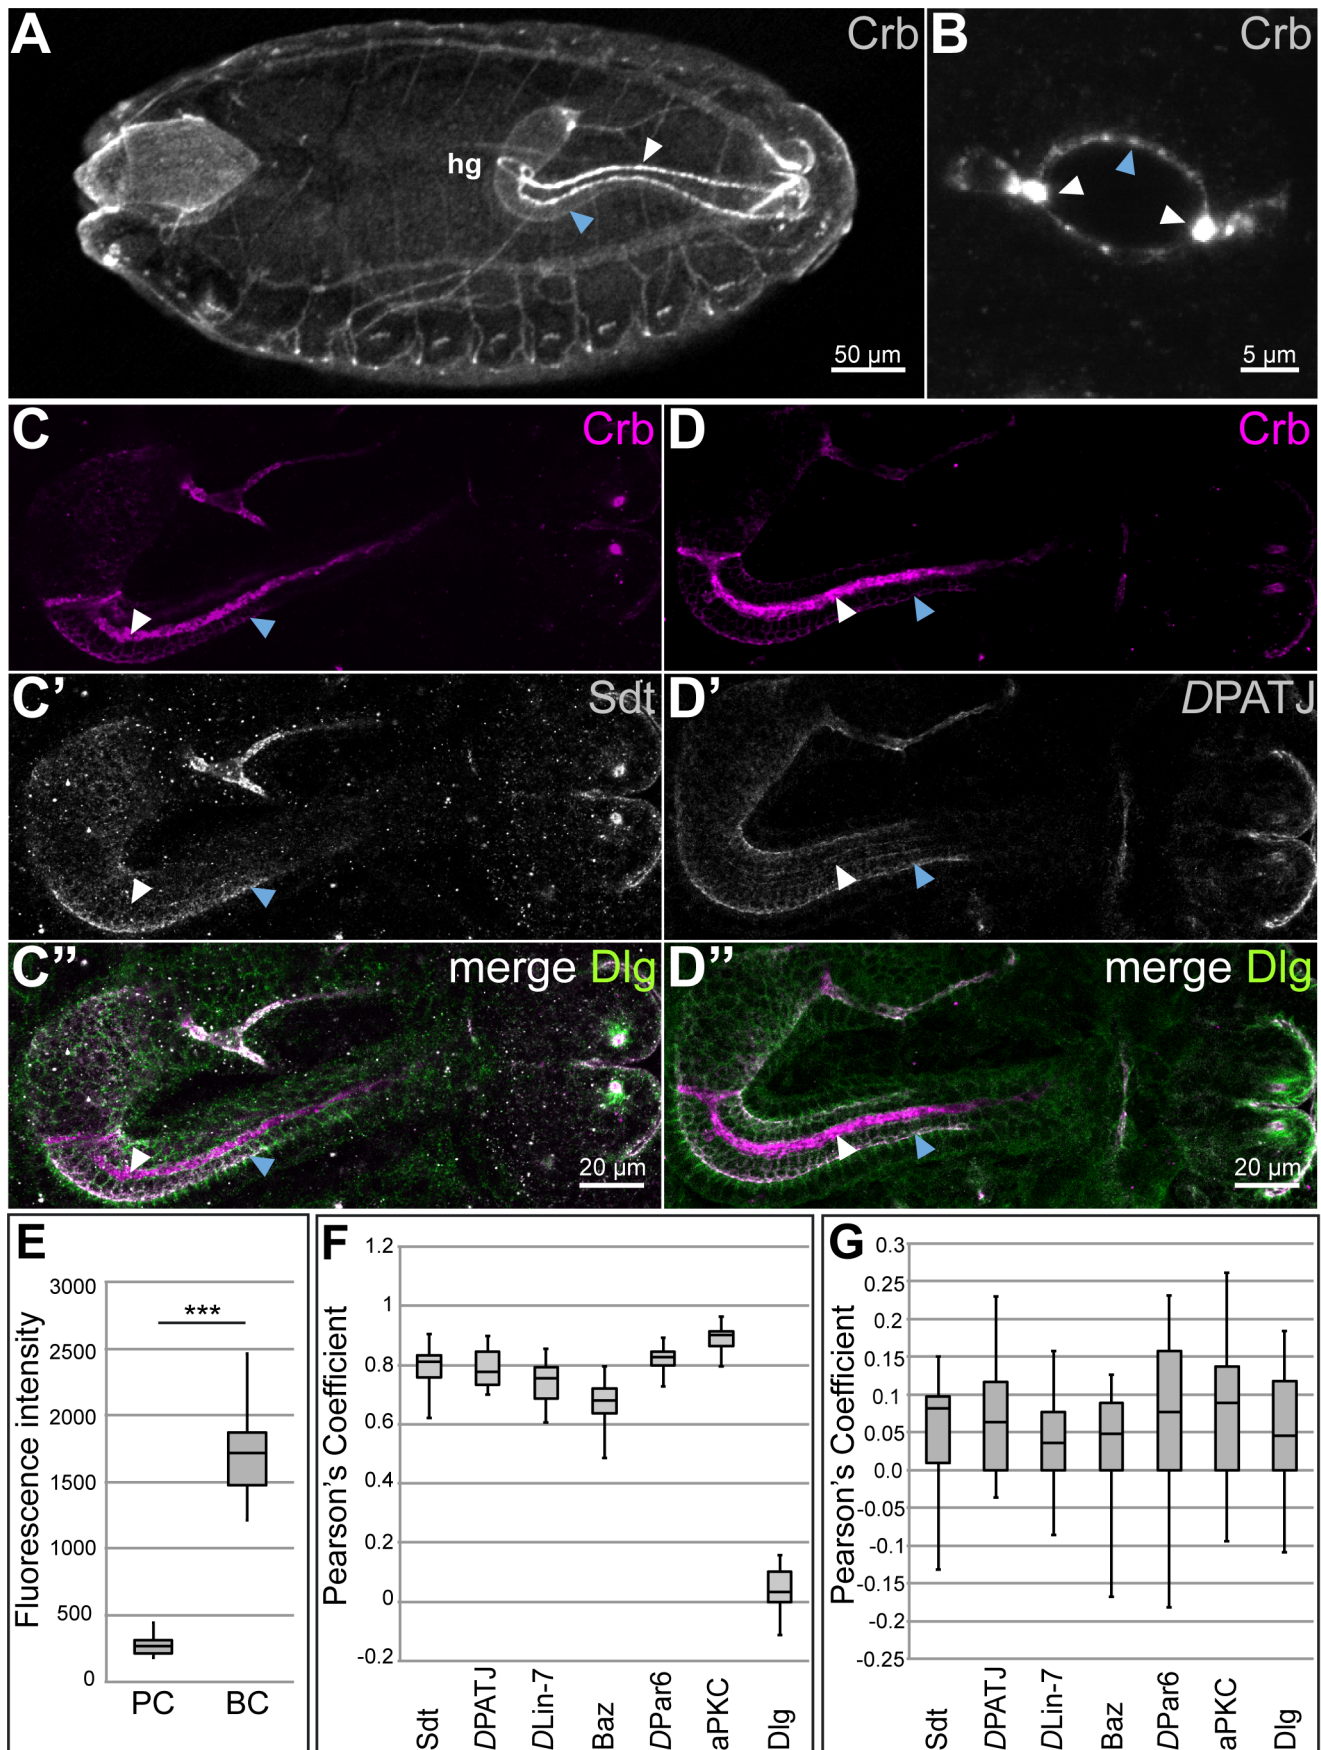 A
Crb
hg
50 µm
B
Crb
5 µm
C
Crb
D
Crb
C’
Sdt
D’
DPATJ
C’’
merge Dlg
20 µm
D’’
merge Dlg
20 µm
E
Fluorescence intensity
3000
2500
2000
1500
1000
500
0
***
PC
BC
F
Pearson’s Coefficient
1.2
1
0.8
0.6
0.4
0.2
0
-0.2
Sdt
DPATJ
DLin-7
Baz
DPar6
aPKC
Dlg
G
Pearson’s Coefficient
0.3
0.25
0.2
0.15
0.1
0.05
0.0
-0.05
-0.1
-0.15
-0.2
-0.25
Sdt
DPATJ
DLin-7
Baz
DPar6
aPKC
Dlg